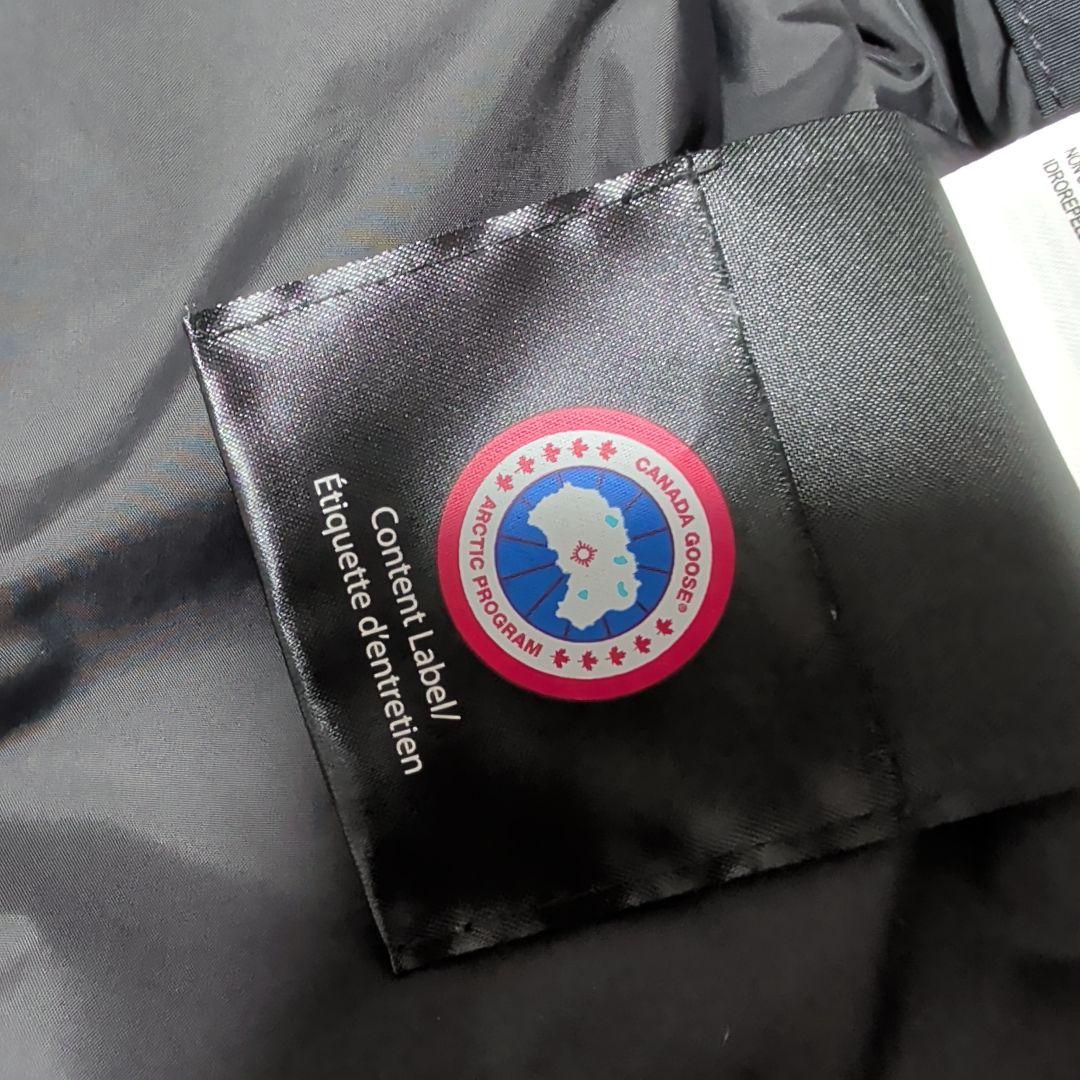 CANADA GOOSE®
ARCTIC PROGRAM
Content Label/
Étiquette d'entretien